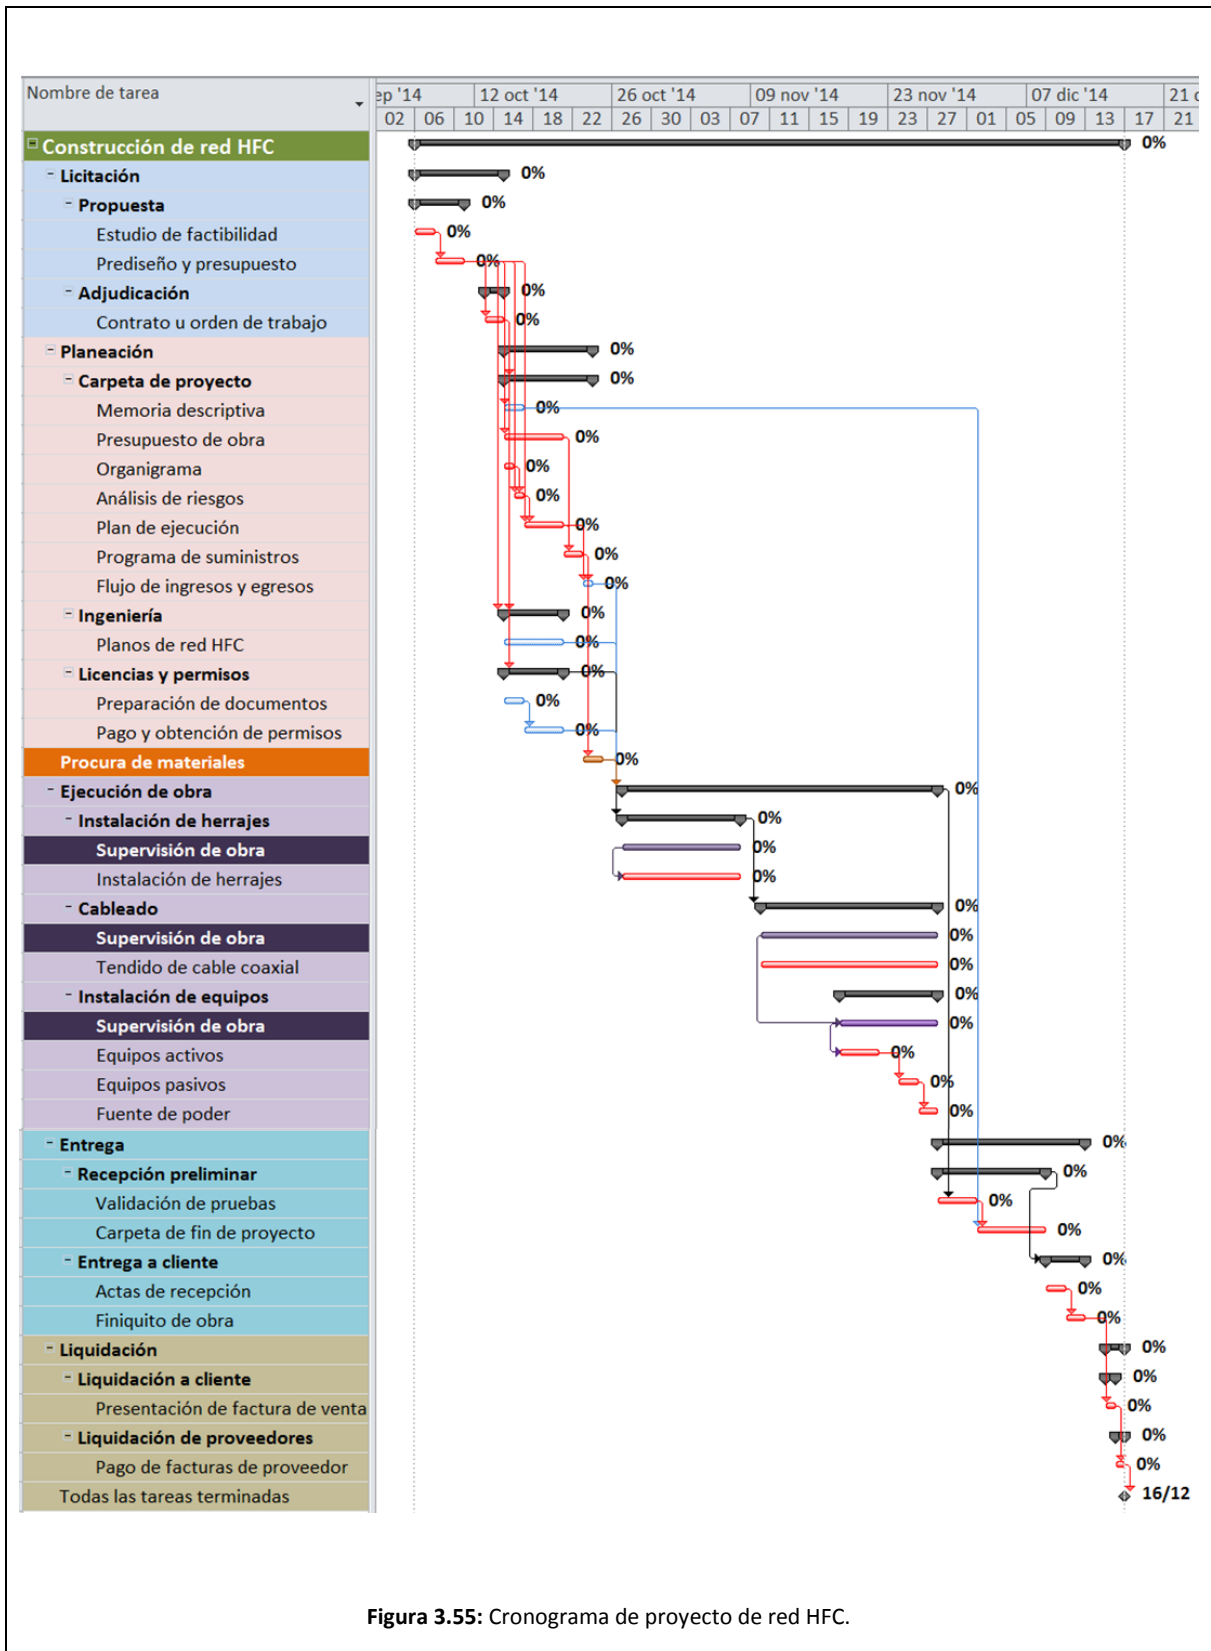 Nombre de tarea
ep '14 12 oct '14 26 oct '14 09 nov '14 23 nov '14 07 dic '14 21 d
02 06 10 14 18 22 26 30 03 07 11 15 19 23 27 01 05 09 13 17 21
Construcción de red HFC 0%
Licitación 0%
Propuesta 0%
Estudio de factibilidad 0%
Prediseño y presupuesto 0%
Adjudicación 0%
Contrato u orden de trabajo 0%
Planeación 0%
Carpeta de proyecto 0%
Memoria descriptiva 0%
Presupuesto de obra 0%
Organigrama 0%
Análisis de riesgos 0%
Plan de ejecución 0%
Programa de suministros 0%
Flujo de ingresos y egresos 0%
Ingeniería 0%
Planos de red HFC 0%
Licencias y permisos 0%
Preparación de documentos 0%
Pago y obtención de permisos 0%
Procura de materiales 0%
Ejecución de obra 0%
Instalación de herrajes 0%
Supervisión de obra 0%
Instalación de herrajes 0%
Cableado 0%
Supervisión de obra 0%
Tendido de cable coaxial 0%
Instalación de equipos 0%
Supervisión de obra 0%
Equipos activos 0%
Equipos pasivos 0%
Fuente de poder 0%
Entrega 0%
Recepción preliminar 0%
Validación de pruebas 0%
Carpeta de fin de proyecto 0%
Entrega a cliente 0%
Actas de recepción 0%
Finiquito de obra 0%
Liquidación 0%
Liquidación a cliente 0%
Presentación de factura de venta 0%
Liquidación de proveedores 0%
Pago de facturas de proveedor 0%
Todas las tareas terminadas 16/12
Figura 3.55: Cronograma de proyecto de red HFC.